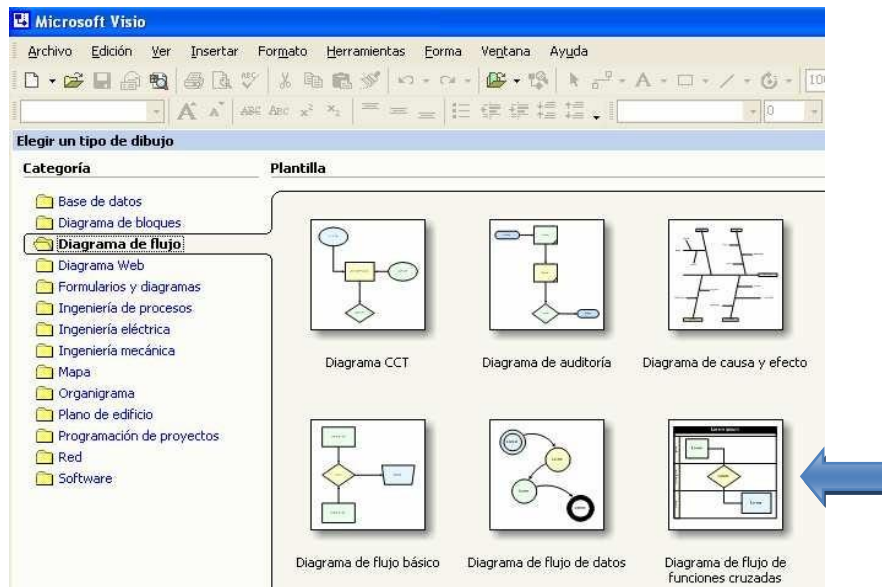 Microsoft Visio
Archivo Edición Ver Insertar Formato Herramientas Forma Ventana Ayuda
Elegir un tipo de dibujo
Categoría
Plantilla
Base de datos
Diagrama de bloques
Diagrama de flujo
Diagrama Web
Formularios y diagramas
Ingeniería de procesos
Ingeniería eléctrica
Ingeniería mecánica
Mapa
Organigrama
Plano de edificio
Programación de proyectos
Red
Software
Diagrama CCT
Diagrama de auditoría
Diagrama de causa y efecto
Diagrama de flujo básico
Diagrama de flujo de datos
Diagrama de flujo de
funciones cruzadas